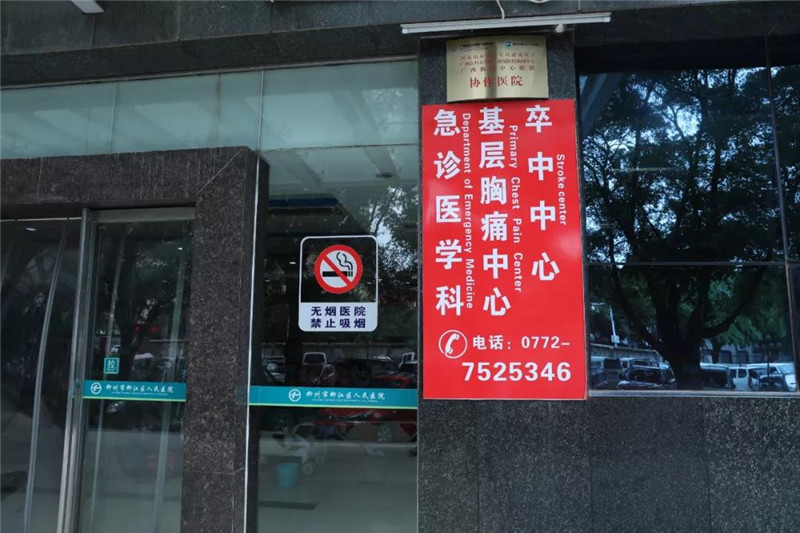 协作医院
卒中中心
Stroke center
基层胸痛中心
Primary Chest Pain Center
急诊医学科
Department of Emergency Medicine
电话：0772-
7525346
无烟医院
禁止吸烟
拉
柳州市柳江区人民医院
柳州市柳江区人民医院